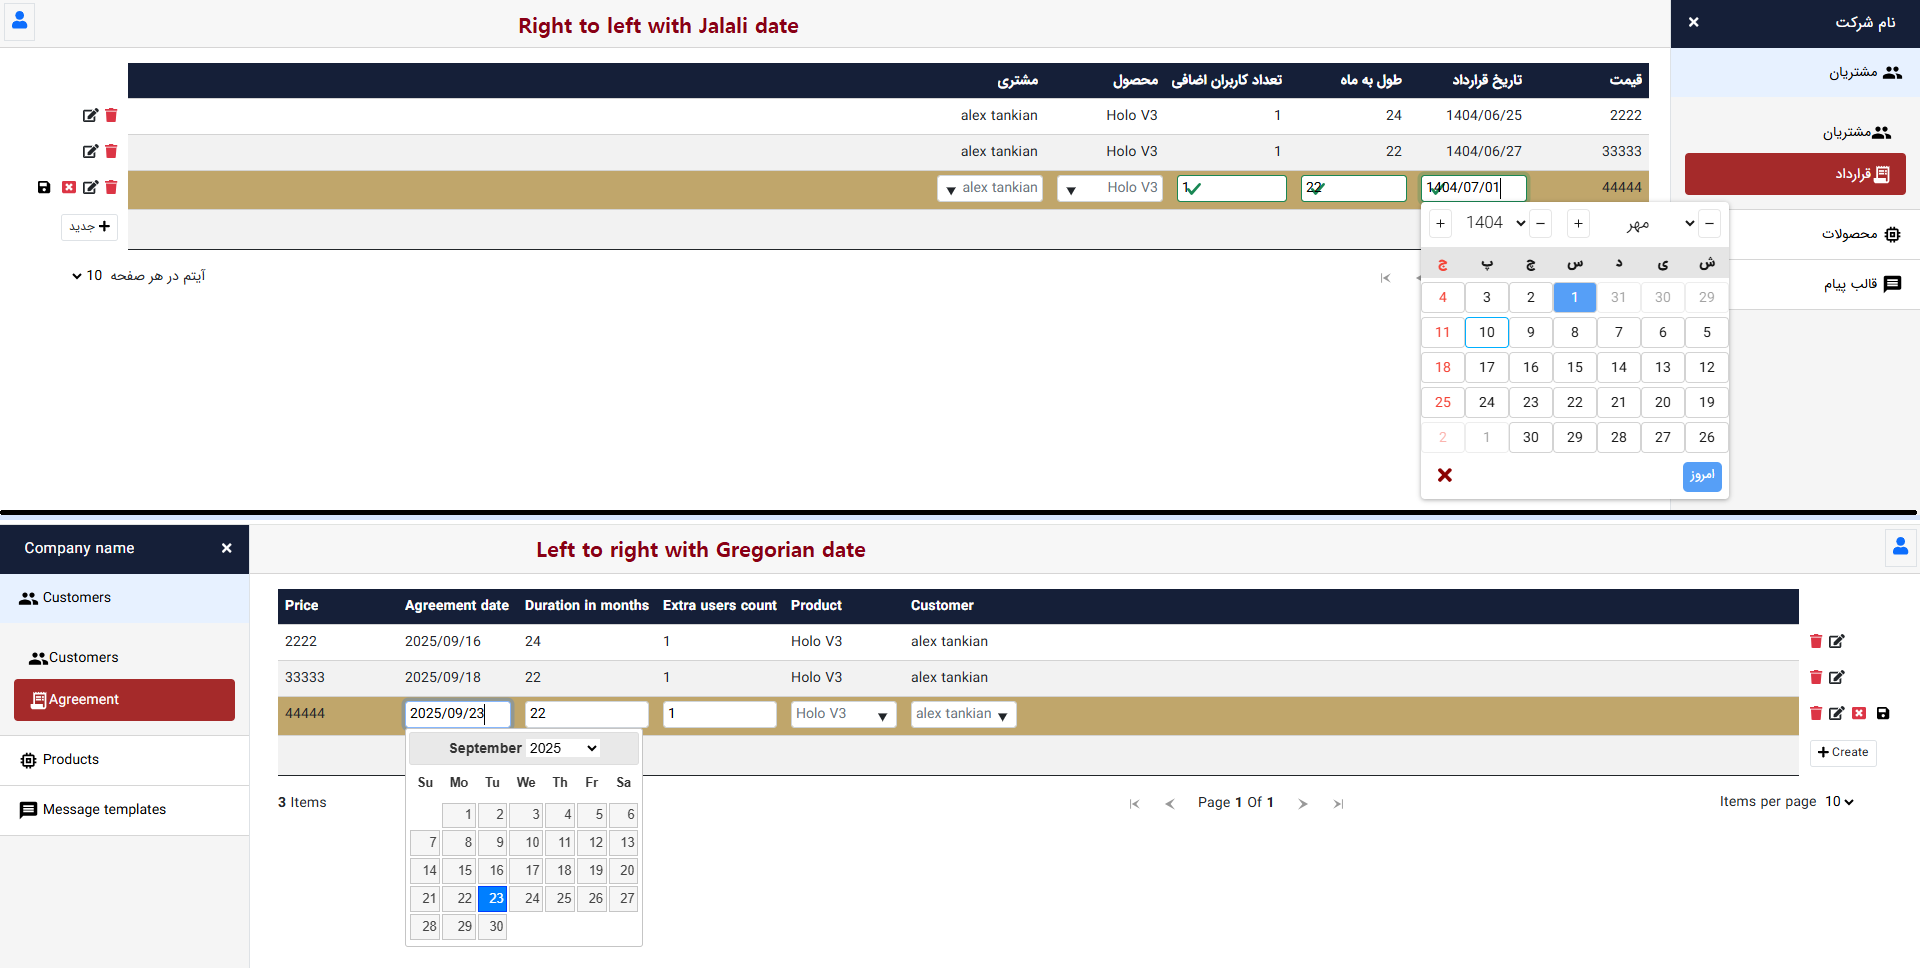 Right to left with Jalali date
نام شرکت
مشتریان
مشتریان
قرارداد
محصولات
قالب پیام
قیمت تاریخ قرارداد طول به ماه تعداد کاربران اضافی محصول مشتری
2222 1404/06/25 24 1 Holo V3 alex tankian
33333 1404/06/27 22 1 Holo V3 alex tankian
44444 1404/07/01 22 1 Holo V3 alex tankian
جدید
آیتم در هر صفحه 10
مهر 1404
ش ی د س چ پ ج
29 30 31 1 2 3 4
5 6 7 8 9 10 11
12 13 14 15 16 17 18
19 20 21 22 23 24 25
26 27 28 29 30 1 2
امروز
Company name
Left to right with Gregorian date
Customers
Customers
Agreement
Products
Message templates
Price Agreement date Duration in months Extra users count Product Customer
2222 2025/09/16 24 1 Holo V3 alex tankian
33333 2025/09/18 22 1 Holo V3 alex tankian
44444 2025/09/23 22 1 Holo V3 alex tankian
Create
September 2025
Su Mo Tu We Th Fr Sa
1 2 3 4 5 6
7 8 9 10 11 12 13
14 15 16 17 18 19 20
21 22 23 24 25 26 27
28 29 30
3 Items
Page 1 Of 1
Items per page 10